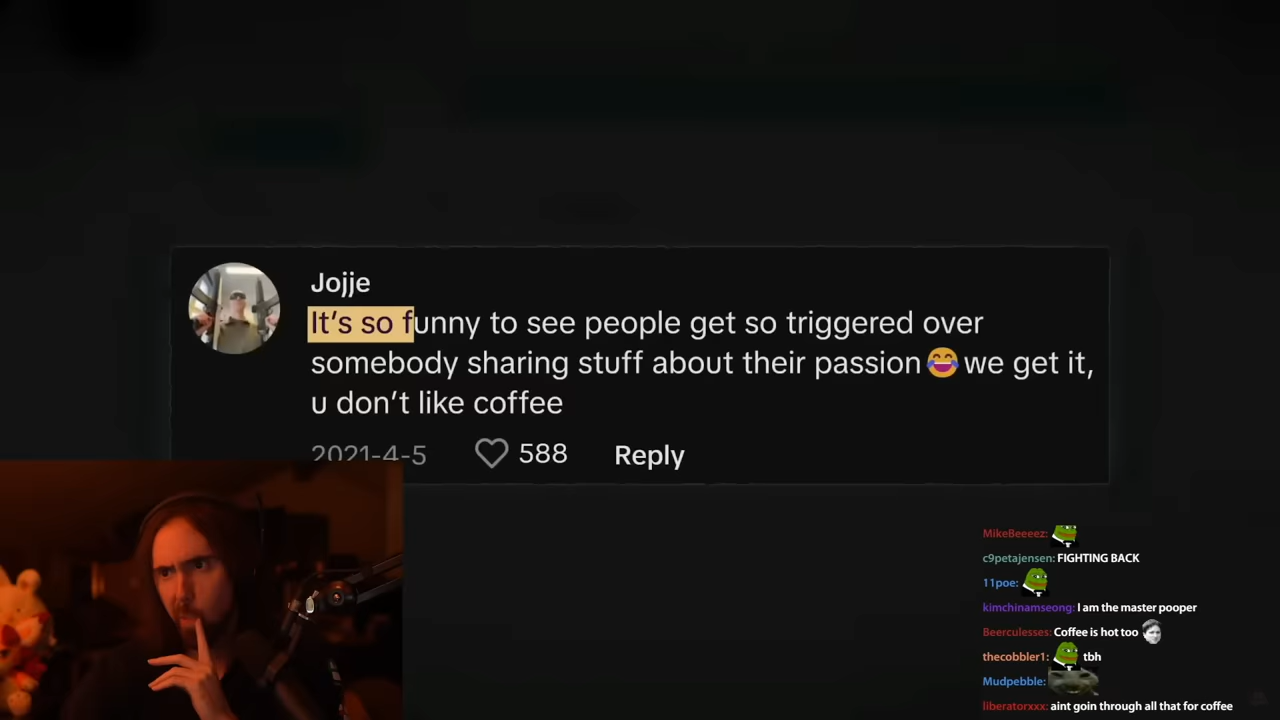 Jojje
It's so funny to see people get so triggered over
somebody sharing stuff about their passion😂we get it,
u don't like coffee
2021-4-5 588 Reply
MikeBeeeez:
c9petajensen: FIGHTING BACK
11poe:
kimchinamseong: I am the master pooper
Beerculesses: Coffee is hot too
thecobbler1: tbh
Mudpebble:
liberatorxxx: aint goin through all that for coffee